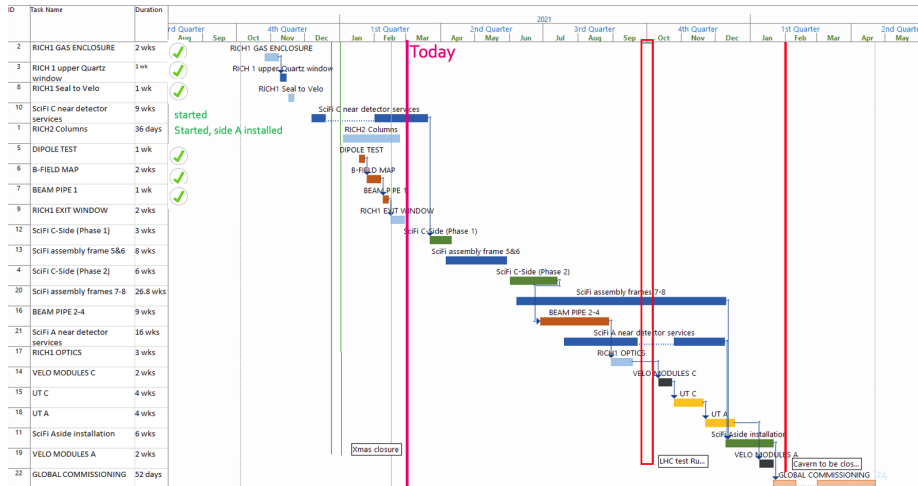 ID Task Name Duration
2021
rd Quarter 4th Quarter 1st Quarter 2nd Quarter 3rd Quarter 4th Quarter 1st Quarter 2nd Quarter
Aug Sep Oct Nov Dec Jan Feb Mar Apr May Jun Jul Aug Sep Oct Nov Dec Jan Feb Mar Apr May
Today
2 RICH1 GAS ENCLOSURE 2 wks RICH1 GAS ENCLOSURE
3 RICH 1 upper Quartz window 1 wk RICH 1 upper Quartz window
8 RICH1 Seal to Velo 1 wk RICH1 Seal to Velo
10 SciFi C near detector services 9 wks started SciFi C near detector services
1 RICH2 Columns 36 days Started, side A installed RICH2 Columns
5 DIPOLE TEST 1 wk DIPOLE TEST
6 B-FIELD MAP 2 wks B-FIELD MAP
7 BEAM PIPE 1 1 wk BEAM PIPE 1
9 RICH1 EXIT WINDOW 2 wks RICH1 EXIT WINDOW
12 SciFi C-Side (Phase 1) 3 wks SciFi C-Side (Phase 1)
13 SciFi assembly frame 5&6 8 wks SciFi assembly frame 5&6
4 SciFi C-Side (Phase 2) 6 wks SciFi C-Side (Phase 2)
20 SciFi assembly frames 7-8 26.8 wks SciFi assembly frames 7-8
16 BEAM PIPE 2-4 9 wks BEAM PIPE 2-4
21 SciFi A near detector services 16 wks SciFi A near detector services
17 RICH1 OPTICS 3 wks RICH1 OPTICS
14 VELO MODULES C 2 wks VELO MODULES C
15 UT C 4 wks UT C
18 UT A 4 wks UT A
11 SciFi Aside installation 6 wks SciFi Aside installation
19 VELO MODULES A 2 wks VELO MODULES A
Xmas closure
LHC test Ru...
Cavern to be clos...
22 GLOBAL COMMISSIONING 52 days GLOBAL COMMISSIONING 74